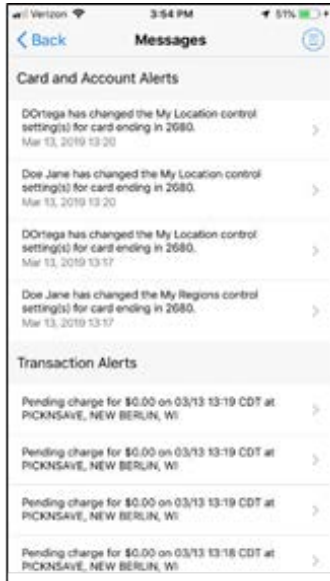 Verizon 3:54 PM 51%
Back Messages
Card and Account Alerts
DOrtega has changed the My Location control
setting(s) for card ending in 2680.
Mar 13, 2019 13:20
Doe Jane has changed the My Location control
setting(s) for card ending in 2680.
Mar 13, 2019 13:20
DOrtega has changed the My Location control
setting(s) for card ending in 2680.
Mar 13, 2019 13:17
Doe Jane has changed the My Regions control
setting(s) for card ending in 2680.
Mar 13, 2019 13:17
Transaction Alerts
Pending charge for $0.00 on 03/13 13:19 CDT at
PICKNSAVE, NEW BERLIN, WI
Pending charge for $0.00 on 03/13 13:19 CDT at
PICKNSAVE, NEW BERLIN, WI
Pending charge for $0.00 on 03/13 13:19 CDT at
PICKNSAVE, NEW BERLIN, WI
Pending charge for $0.00 on 03/13 13:18 CDT at
PICKNSAVE, NEW BERLIN, WI